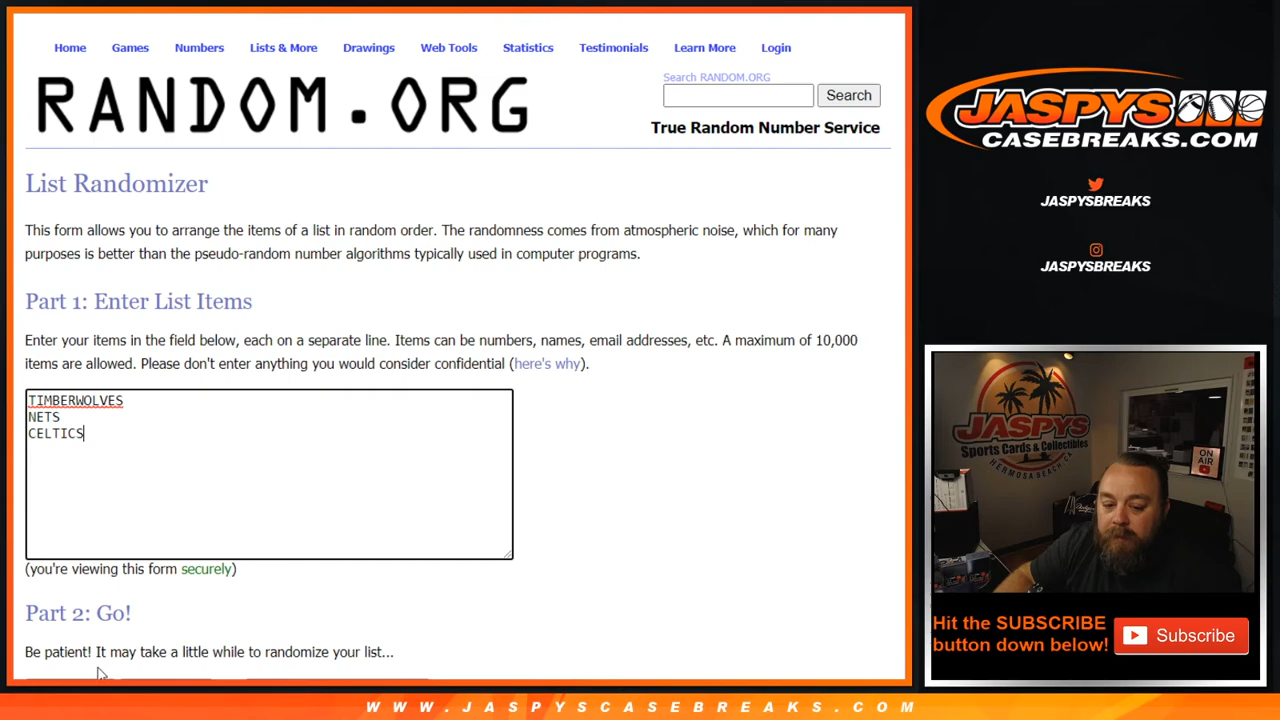 Home Games Numbers Lists & More Drawings Web Tools Statistics Testimonials Learn More Login
RANDOM.ORG
Search RANDOM.ORG
Search
True Random Number Service
List Randomizer
This form allows you to arrange the items of a list in random order. The randomness comes from atmospheric noise, which for many
purposes is better than the pseudo-random number algorithms typically used in computer programs.
Part 1: Enter List Items
Enter your items in the field below, each on a separate line. Items can be numbers, names, email addresses, etc. A maximum of 10,000
items are allowed. Please don't enter anything you would consider confidential (here's why).
TIMBERWOLVES
NETS
CELTICS
(you're viewing this form securely)
Part 2: Go!
Be patient! It may take a little while to randomize your list...
JASPYS
CASEBREAKS.COM
JASPYSBREAKS
JASPYSBREAKS
JASPYS
Sports Cards & Collectibles
HERMOSA BEACH, CA
ON
AIR
Hit the SUBSCRIBE
button down below!
Subscribe
WWW.JASPYSCASEBREAKS.COM